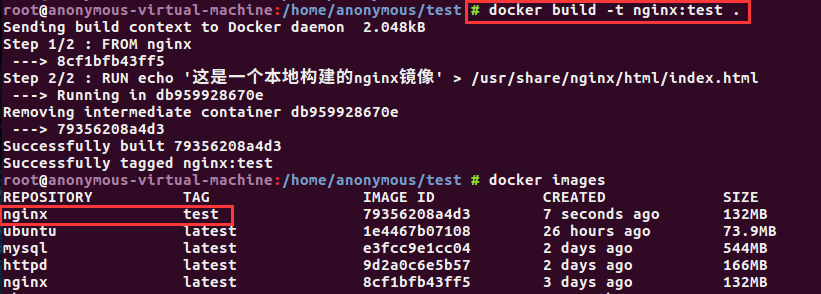 root@anonymous-virtual-machine:/home/anonymous/test # docker build -t nginx:test .
Sending build context to Docker daemon  2.048kB
Step 1/2 : FROM nginx
 ---> 8cf1bfb43ff5
Step 2/2 : RUN echo '这是一个本地构建的nginx镜像' > /usr/share/nginx/html/index.html
 ---> Running in db959928670e
Removing intermediate container db959928670e
 ---> 79356208a4d3
Successfully built 79356208a4d3
Successfully tagged nginx:test
root@anonymous-virtual-machine:/home/anonymous/test # docker images
REPOSITORY          TAG                 IMAGE ID            CREATED             SIZE
nginx               test                79356208a4d3        7 seconds ago       132MB
ubuntu              latest              1e4467b07108        26 hours ago        73.9MB
mysql               latest              e3fcc9e1cc04        2 days ago          544MB
httpd               latest              9d2a0c6e5b57        2 days ago          166MB
nginx               latest              8cf1bfb43ff5        3 days ago          132MB